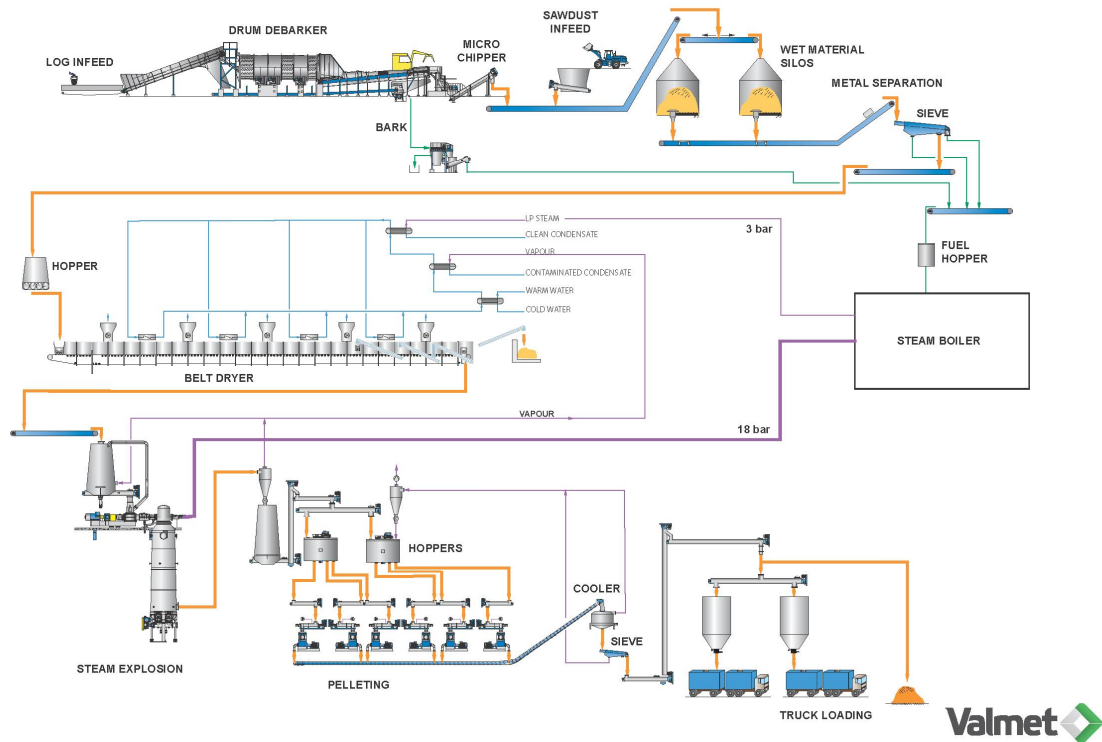 SAWDUST
INFEED
DRUM DEBARKER
MICRO
CHIPPER
LOG INFEED
WET MATERIAL
SILOS
METAL SEPARATION
SIEVE
BARK
LP STEAM
3 bar
CLEAN CONDENSATE
VAPOUR
CONTAMINATED CONDENSATE
WARM WATER
COLD WATER
FUEL
HOPPER
HOPPER
STEAM BOILER
BELT DRYER
VAPOUR
18 bar
HOPPERS
COOLER
SIEVE
STEAM EXPLOSION
PELLETING
TRUCK LOADING
Valmet